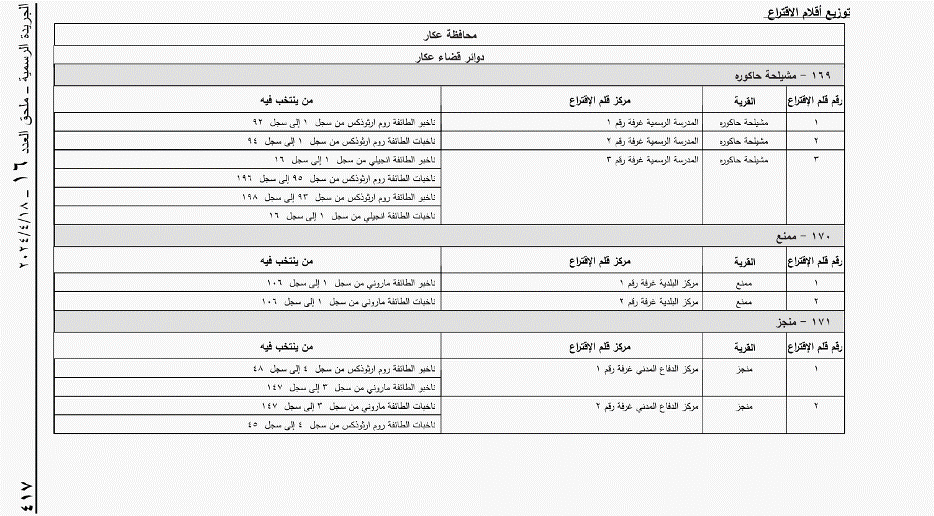 توزيع أقلام الاقتراع
محافظة عكار
دوائر قضاء عكار
١٦٩ - مشيلحة حاكوره
رقم قلم الاقتراع القرية مركز قلم الاقتراع من ينتخب فيه
١ مشيلحة حاكوره المدرسة الرسمية غرفة رقم ١ ناخبو الطائفة روم ارثوذكس من سجل ١ إلى سجل ٩٢
٢ مشيلحة حاكوره المدرسة الرسمية غرفة رقم ٢ ناخبات الطائفة روم ارثوذكس من سجل ١ إلى سجل ٩٤
٣ مشيلحة حاكوره المدرسة الرسمية غرفة رقم ٣ ناخبو الطائفة انجيلي من سجل ١ إلى سجل ١٦
ناخبات الطائفة روم ارثوذكس من سجل ٩٥ إلى سجل ١٩٦
ناخبو الطائفة روم ارثوذكس من سجل ٩٣ إلى سجل ١٩٨
ناخبات الطائفة انجيلي من سجل ١ إلى سجل ١٦
١٧٠ - ممنع
رقم قلم الاقتراع القرية مركز قلم الاقتراع من ينتخب فيه
١ ممنع مركز البلدية غرفة رقم ١ ناخبو الطائفة ماروني من سجل ١ إلى سجل ١٠٦
٢ ممنع مركز البلدية غرفة رقم ٢ ناخبات الطائفة ماروني من سجل ١ إلى سجل ١٠٦
١٧١ - منجز
رقم قلم الاقتراع القرية مركز قلم الاقتراع من ينتخب فيه
١ منجز مركز الدفاع المدني غرفة رقم ١ ناخبو الطائفة روم ارثوذكس من سجل ٤ إلى سجل ٤٨
ناخبو الطائفة ماروني من سجل ٣ إلى سجل ١٤٧
٢ منجز مركز الدفاع المدني غرفة رقم ٢ ناخبات الطائفة ماروني من سجل ٣ إلى سجل ١٤٧
ناخبات الطائفة روم ارثوذكس من سجل ٤ إلى سجل ٤٥
الجريدة الرسمية - ملحق العدد ١٦ - ٢٠٢٤/٤/١٨
٤١٧